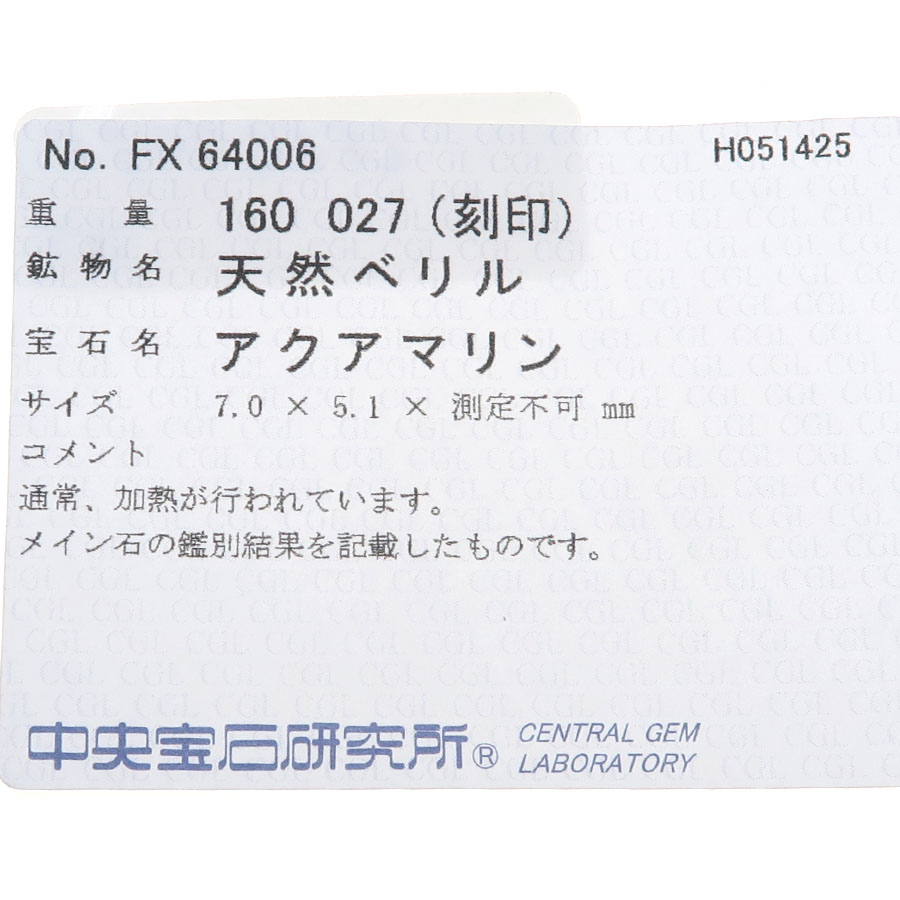 No. FX 64006 H051425
重量 160 027 (刻印)
鉱物名 天然ベリル
宝石名 アクアマリン
サイズ 7.0 × 5.1 × 測定不可 mm
コメント
通常、加熱が行われています。
メイン石の鑑別結果を記載したものです。
中央宝石研究所® CENTRAL GEM
LABORATORY